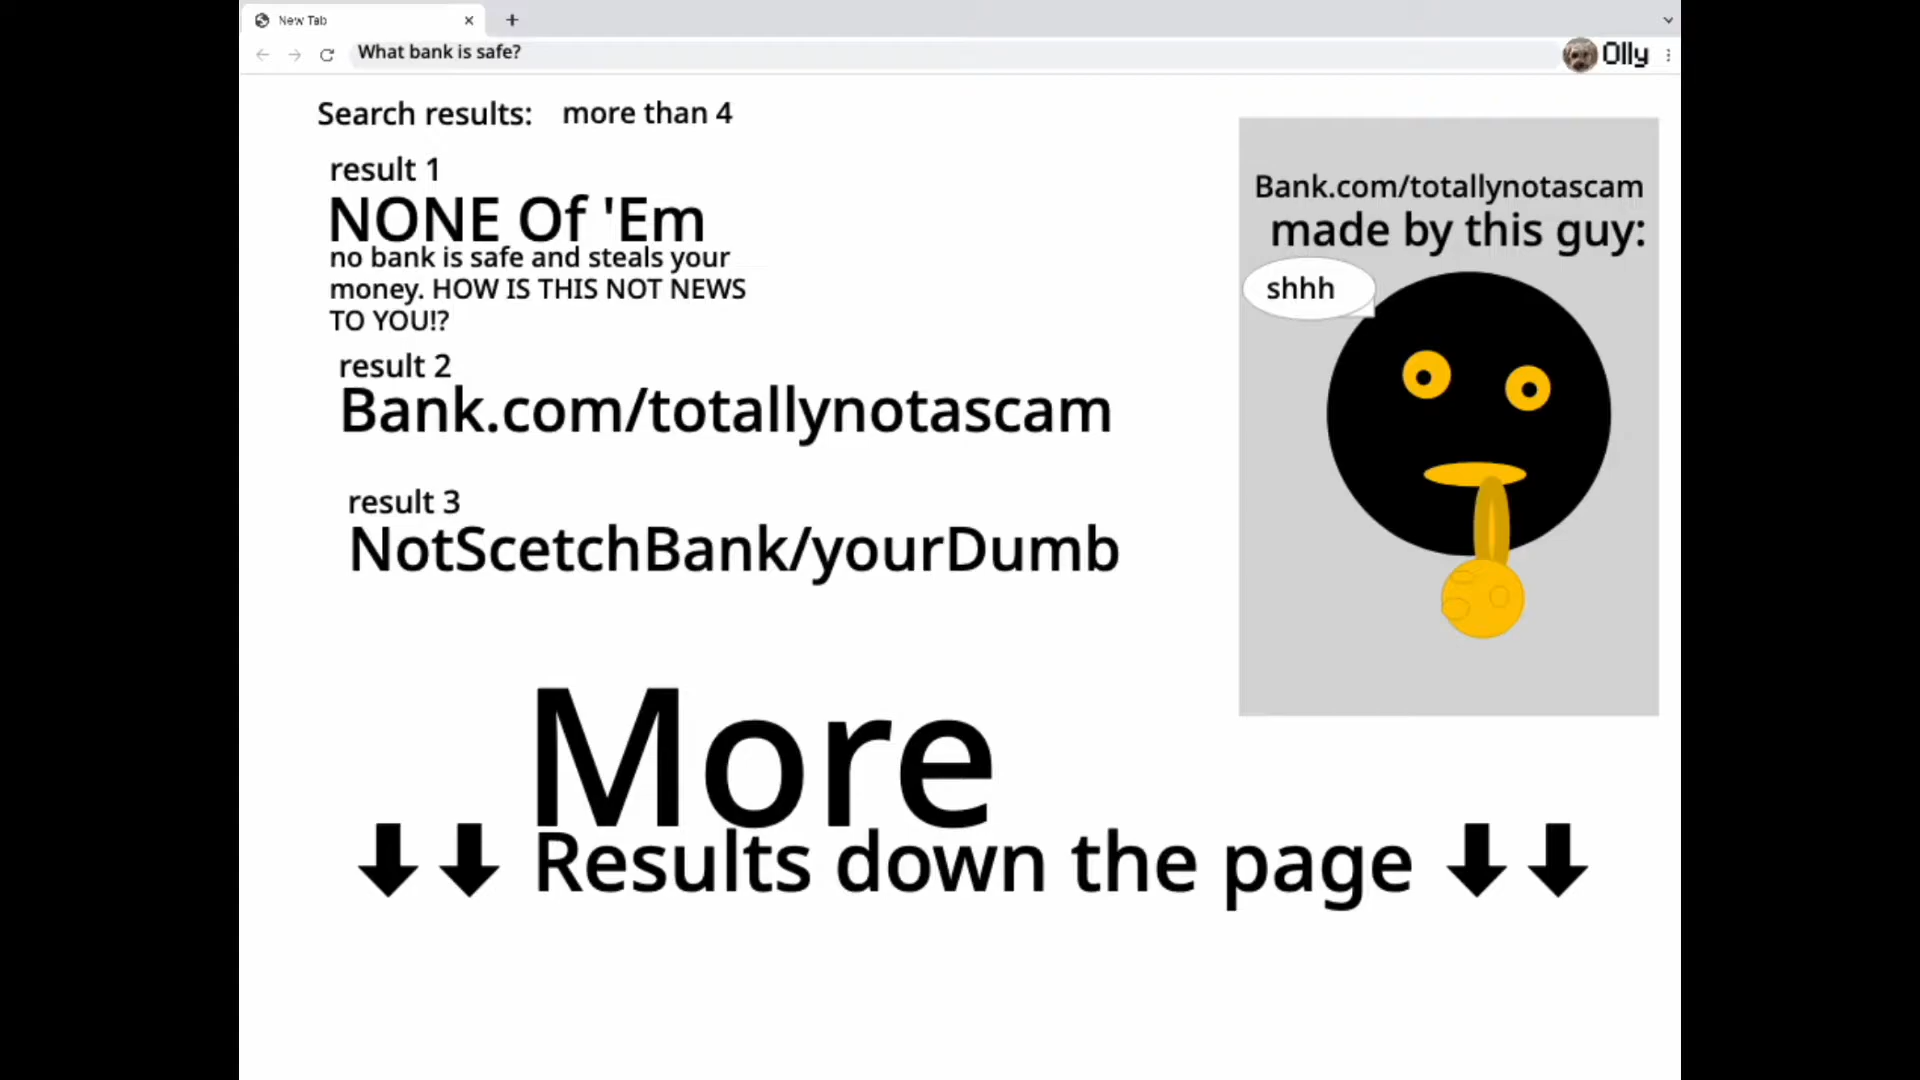 New Tab
What bank is safe?
Olly
Search results: more than 4
result 1
NONE Of 'Em
no bank is safe and steals your
money. HOW IS THIS NOT NEWS
TO YOU!?
result 2
Bank.com/totallynotascam
result 3
NotScetchBank/yourDumb
Bank.com/totallynotascam
made by this guy:
shhh
More
Results down the page